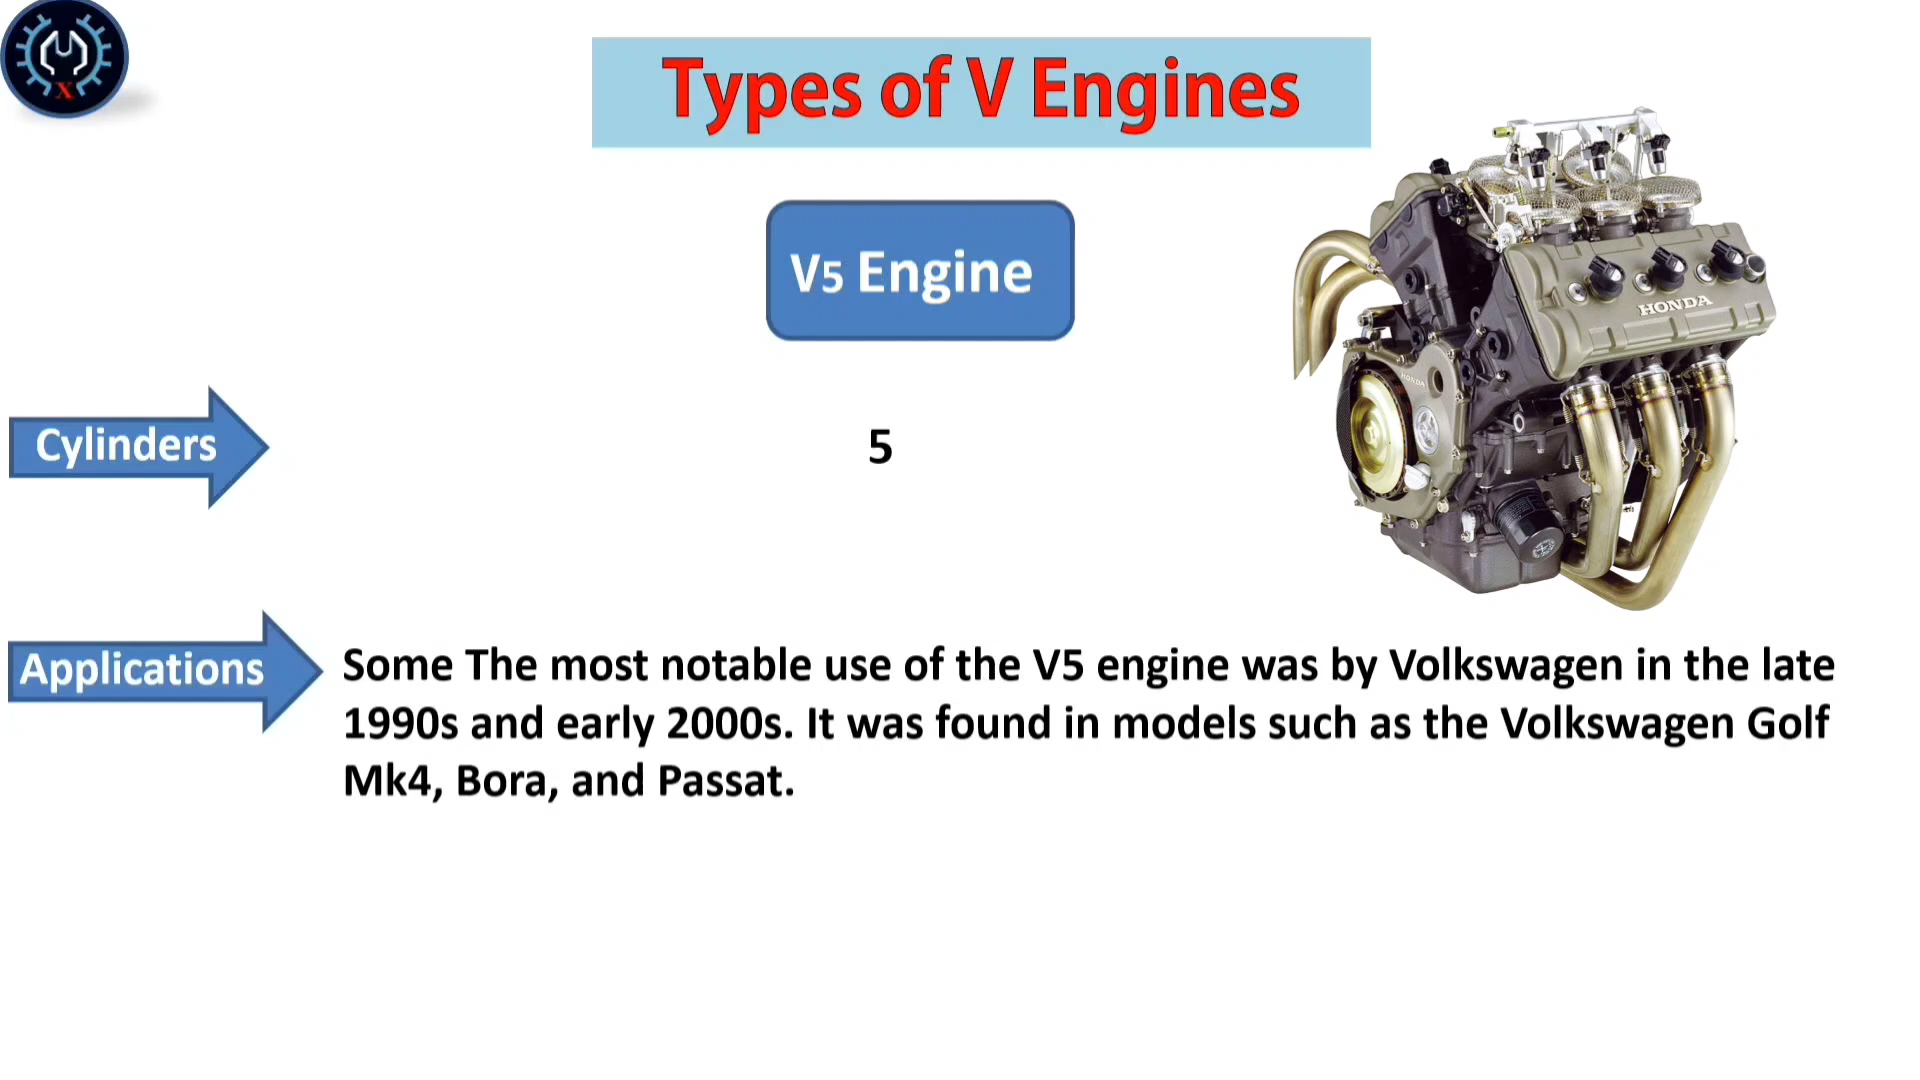 X
Types of V Engines
V5 Engine
HONDA
HONDA
Cylinders
5
Applications
Some The most notable use of the V5 engine was by Volkswagen in the late
1990s and early 2000s. It was found in models such as the Volkswagen Golf
Mk4, Bora, and Passat.